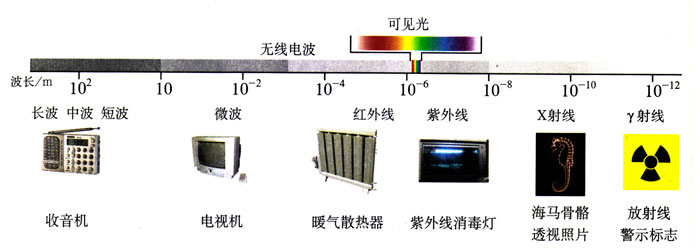 可见光
无线电波
波长/m 10² 10 10⁻² 10⁻⁴ 10⁻⁶ 10⁻⁸ 10⁻¹⁰ 10⁻¹²
长波 中波 短波 微波 红外线 紫外线 X射线 γ射线
收音机 电视机 暖气散热器 紫外线消毒灯 海马骨骼 放射线
透视照片 警示标志